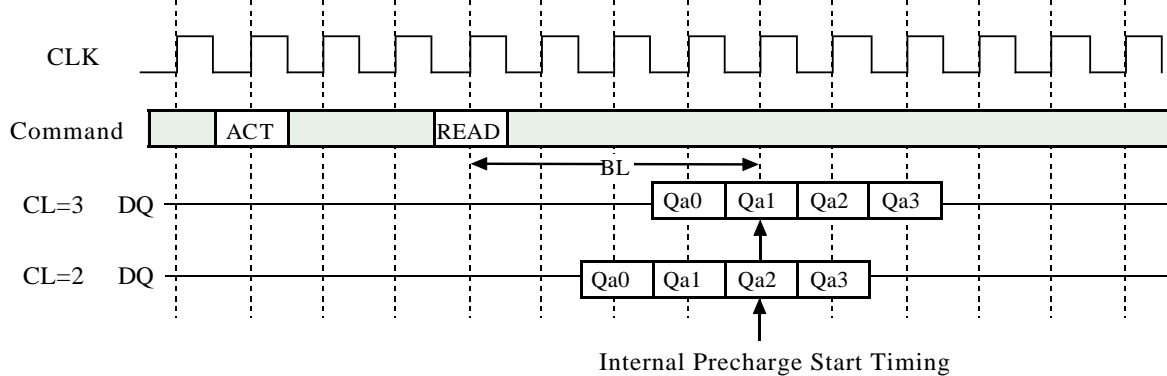 CLK
Command ACT READ
BL
CL=3 DQ Qa0 Qa1 Qa2 Qa3
CL=2 DQ Qa0 Qa1 Qa2 Qa3
Internal Precharge Start Timing